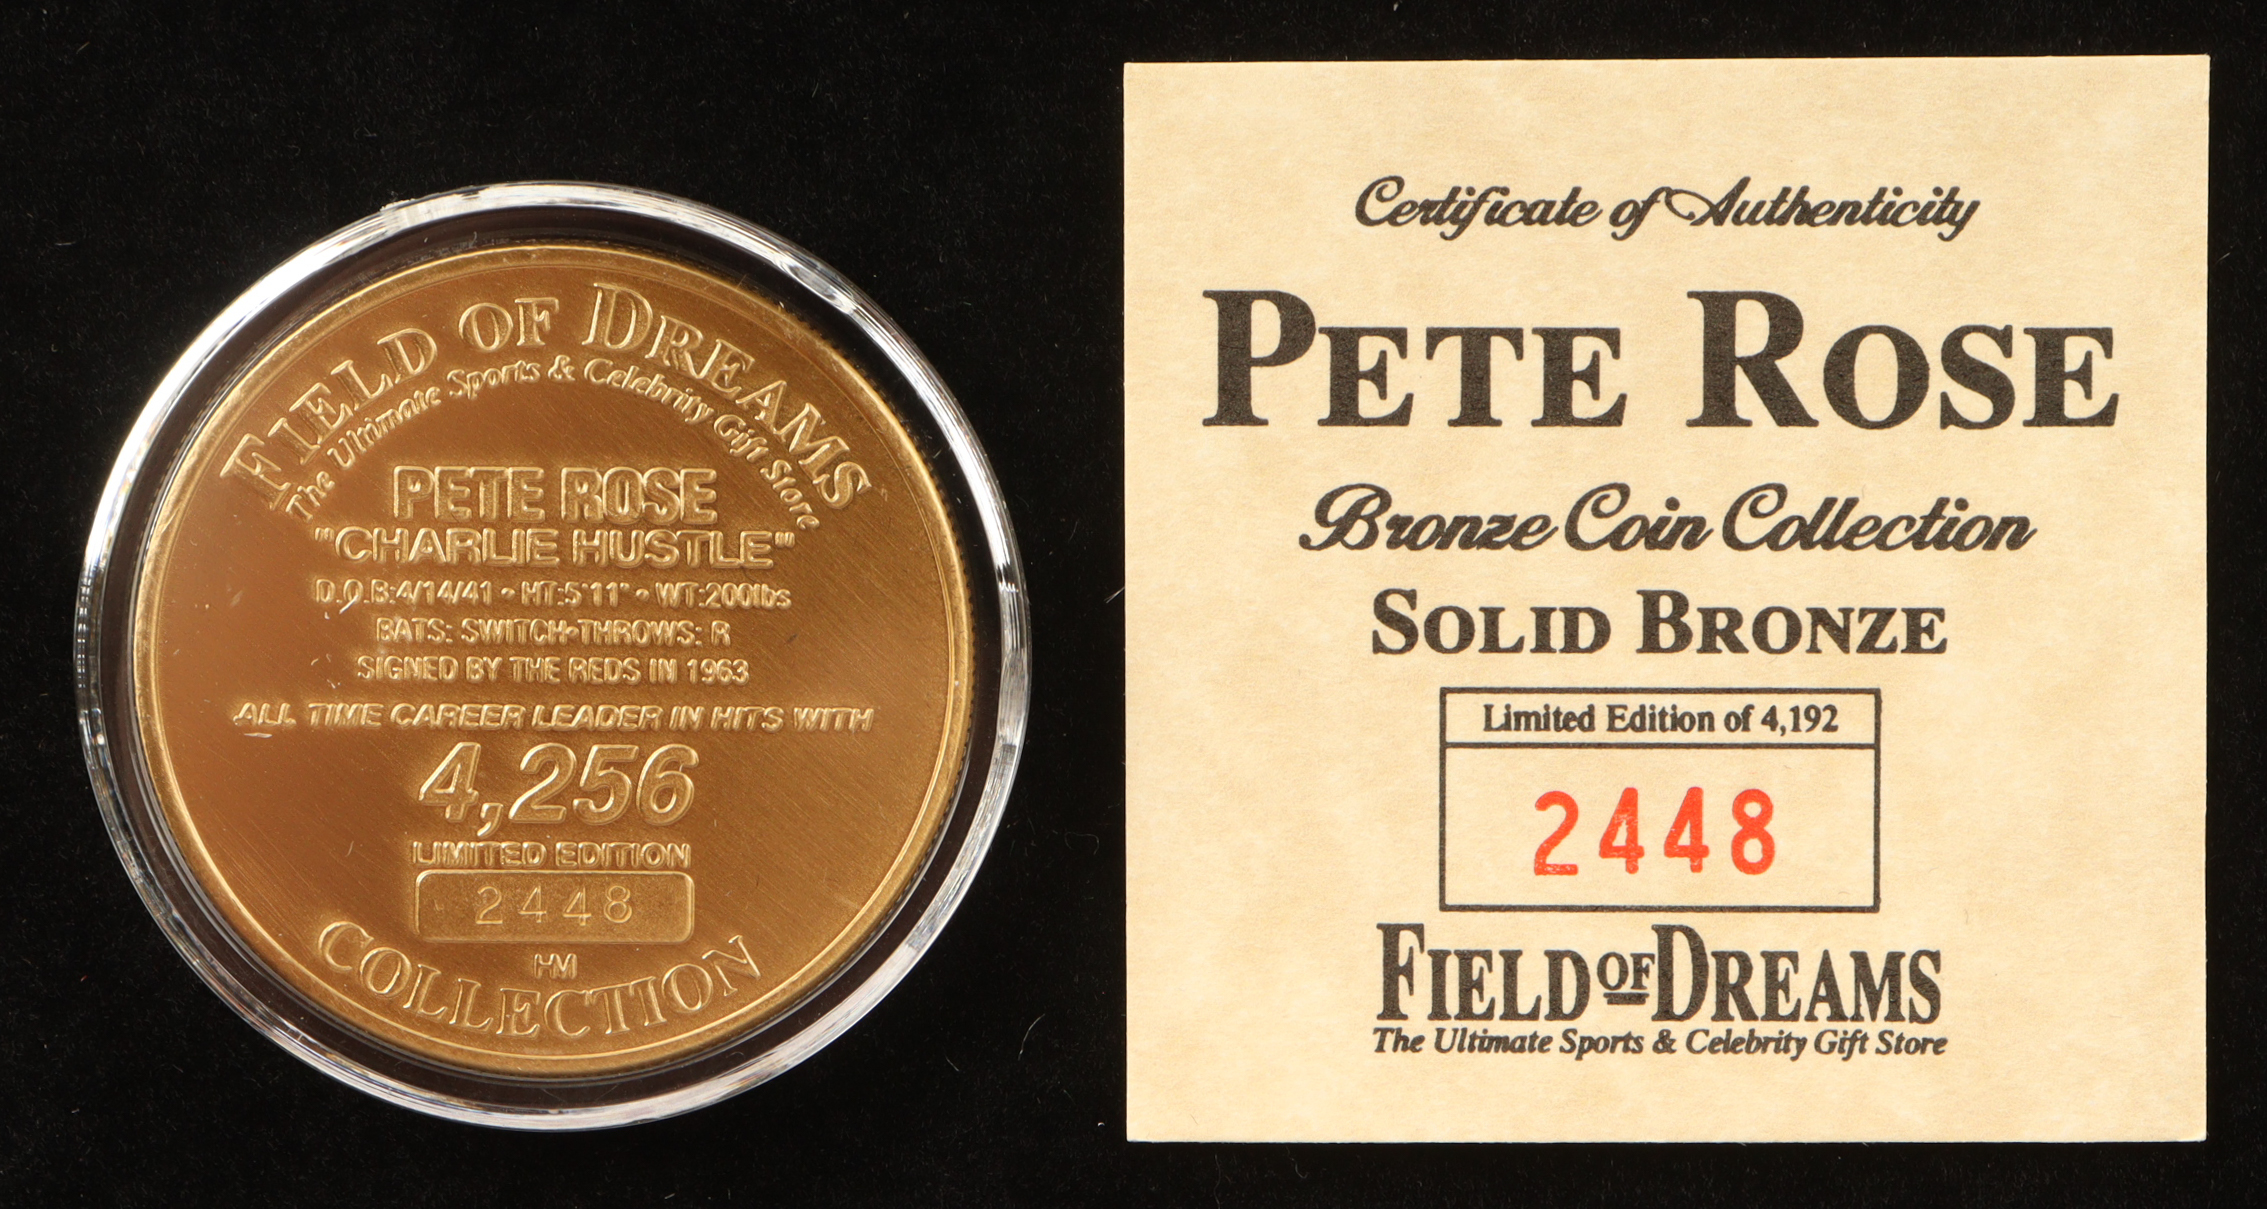 FIELD OF DREAMS
The Ultimate Sports & Celebrity Gift Store
PETE ROSE
"CHARLIE HUSTLE"
D.O.B:4/14/41 • HT:5'11" • WT:200lbs
BATS: SWITCH•THROWS: R
SIGNED BY THE REDS IN 1963
ALL TIME CAREER LEADER IN HITS WITH
4,256
LIMITED EDITION
2448
HM
COLLECTION
Certificate of Authenticity
PETE ROSE
Bronze Coin Collection
SOLID BRONZE
Limited Edition of 4,192
2448
FIELD OF DREAMS
The Ultimate Sports & Celebrity Gift Store